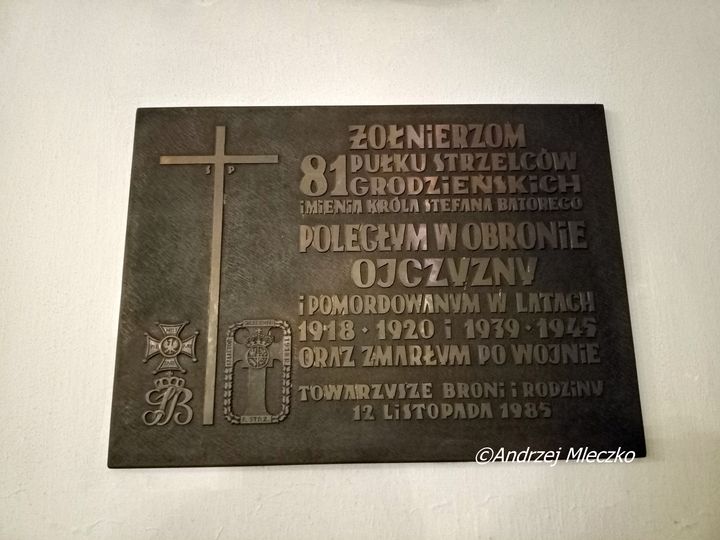 S P
ŻOŁNIERZOM
81 PUŁKU STRZELCÓW
GRODZIEŃSKICH
IMIENIA KRÓLA STEFANA BATOREGO
POLEGŁYM W OBRONIE
OJCZYZNY
I POMORDOWANYM W LATACH
1918 · 1920 I 1939 · 1945
ORAZ ZMARŁYM PO WOJNIE
TOWARZYSZE BRONI I RODZINY
12 LISTOPADA 1985
SB
©Andrzej Mleczko